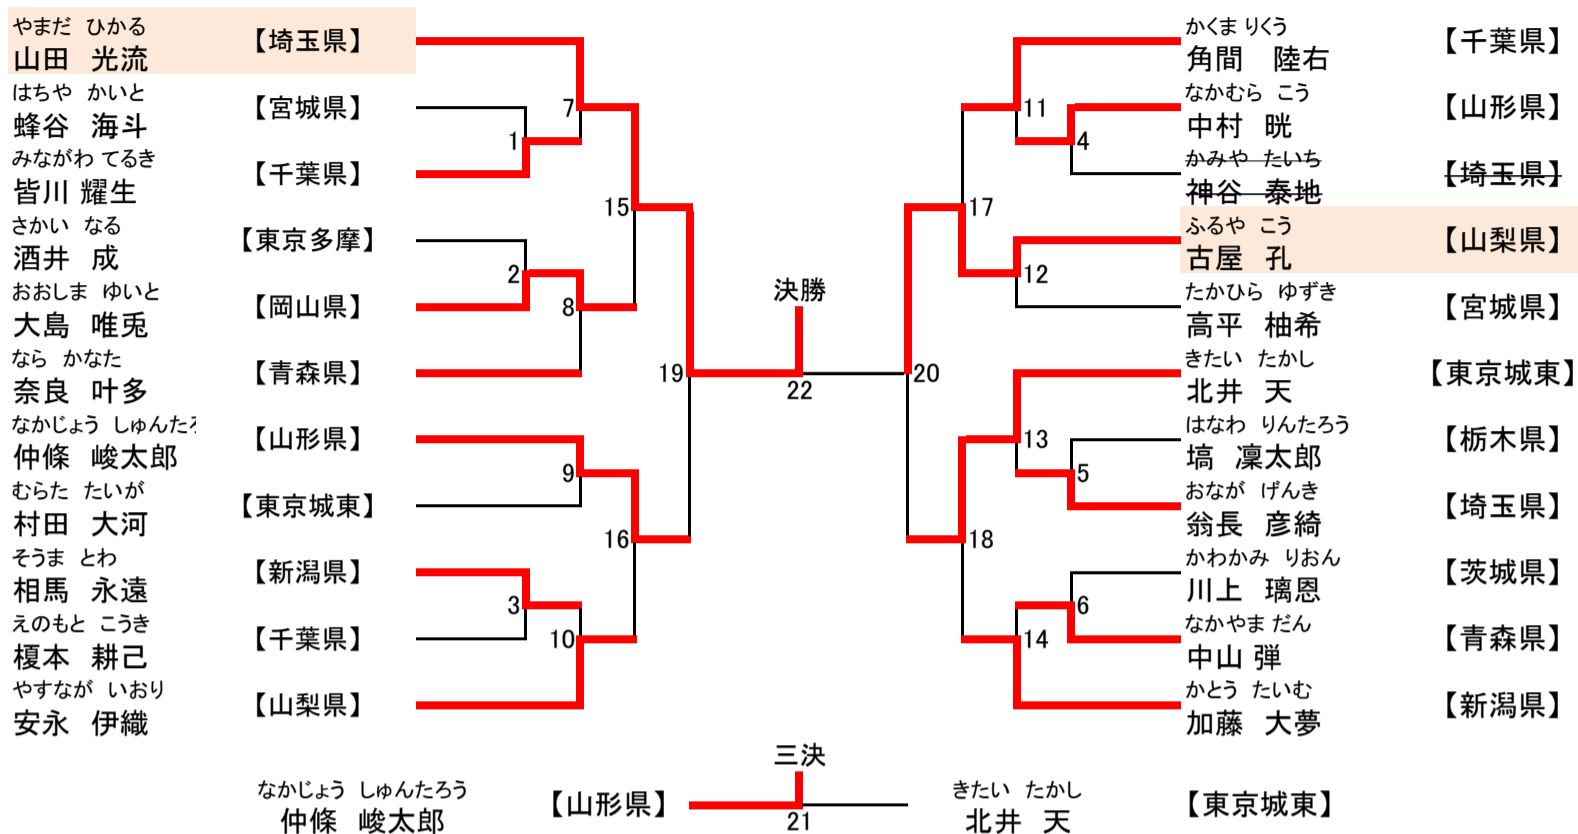 やまだ ひかる
山田 光流
【埼玉県】
はちや かいと
蜂谷 海斗
【宮城県】
みながわ てるき
皆川 耀生
【千葉県】
さかい なる
酒井 成
【東京多摩】
おおしま ゆいと
大島 唯兎
【岡山県】
なら かなた
奈良 叶多
【青森県】
なかじょう しゅんたろ
仲條 峻太郎
【山形県】
むらた たいが
村田 大河
【東京城東】
そうま とわ
相馬 永遠
【新潟県】
えのもと こうき
榎本 耕己
【千葉県】
やすなが いおり
安永 伊織
【山梨県】
1
2
3
7
8
9
10
15
16
19
決勝
22
20
17
18
11
12
13
14
4
5
6
かくま りくう
角間 陸右
【千葉県】
なかむら こう
中村 晄
【山形県】
かみや たいち
神谷 泰地
【埼玉県】
ふるや こう
古屋 孔
【山梨県】
たかひら ゆずき
高平 柚希
【宮城県】
きたい たかし
北井 天
【東京城東】
はなわ りんたろう
塙 凜太郎
【栃木県】
おなが げんき
翁長 彦綺
【埼玉県】
かわかみ りおん
川上 璃恩
【茨城県】
なかやま だん
中山 弾
【青森県】
かとう たいむ
加藤 大夢
【新潟県】
三決
なかじょう しゅんたろう
仲條 峻太郎
【山形県】
21
きたい たかし
北井 天
【東京城東】